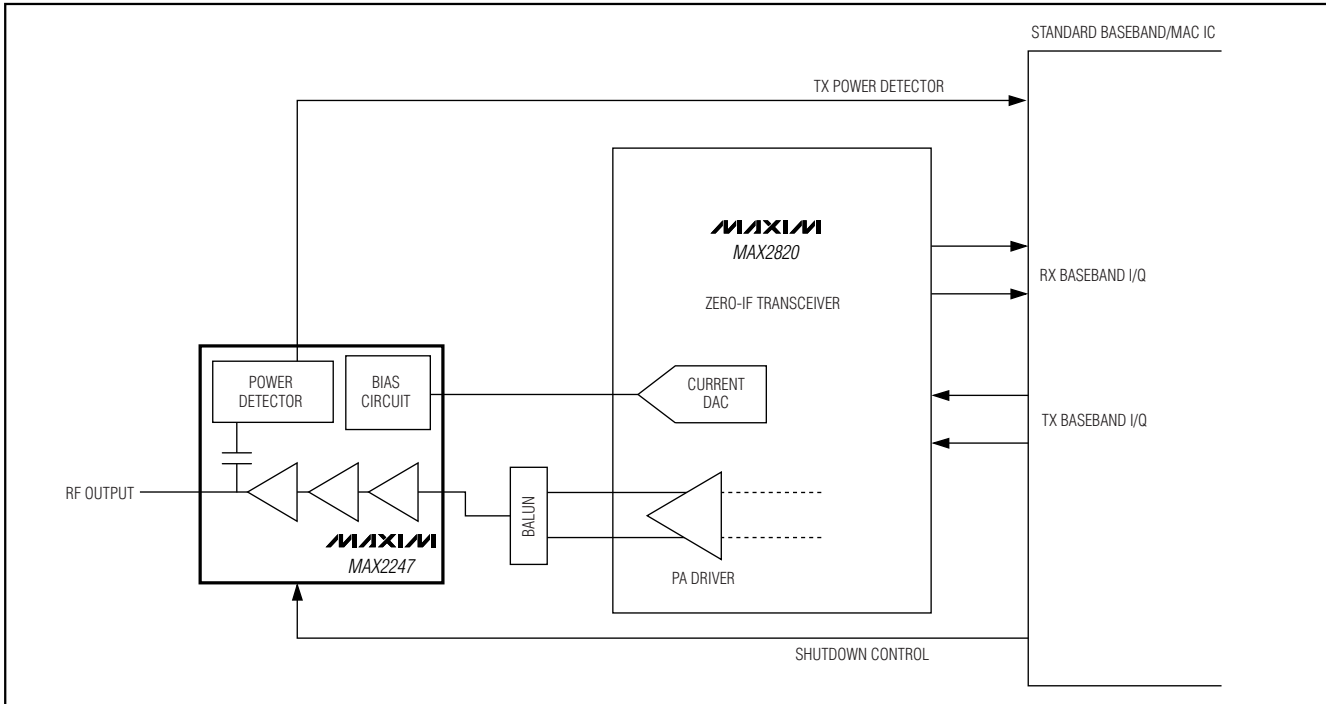 STANDARD BASEBAND/MAC IC
TX POWER DETECTOR
MAXIM
MAX2820
ZERO-IF TRANSCEIVER
RX BASEBAND I/Q
POWER
DETECTOR
BIAS
CIRCUIT
CURRENT
DAC
TX BASEBAND I/Q
RF OUTPUT
BALUN
MAXIM
MAX2247
PA DRIVER
SHUTDOWN CONTROL